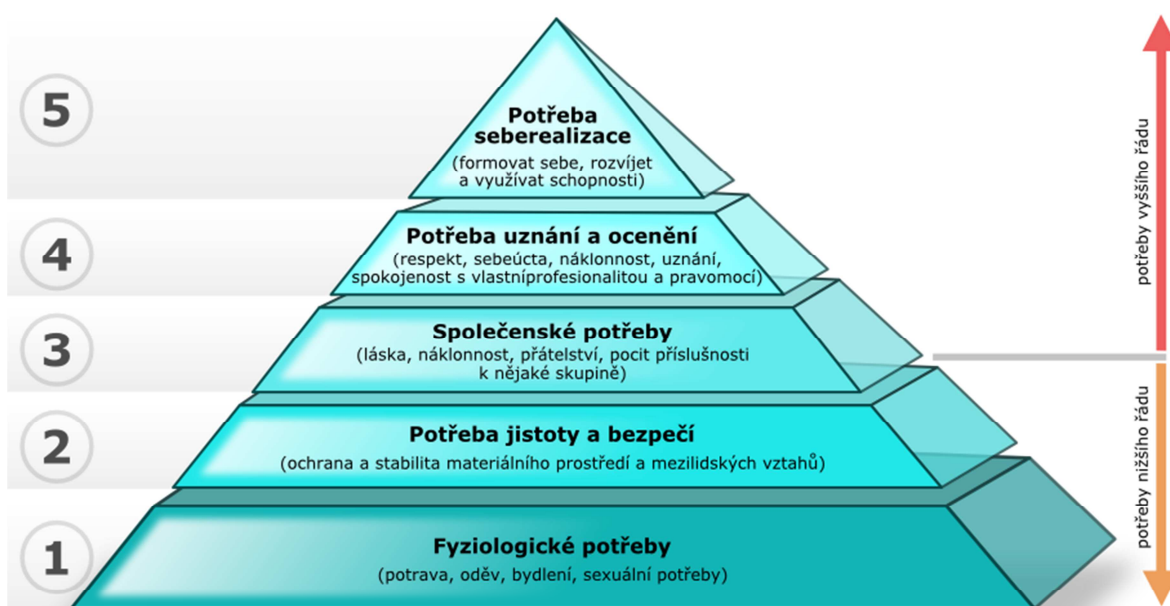 5
Potřeba
seberealizace
(formovat sebe, rozvíjet
a využívat schopnosti)
4
Potřeba uznání a ocenění
(respekt, sebeúcta, náklonnost, uznání,
spokojenost s vlastníprofesionalitou a pravomocí)
3
Společenské potřeby
(láska, náklonnost, přátelství, pocit příslušnosti
k nějaké skupině)
2
Potřeba jistoty a bezpečí
(ochrana a stabilita materiálního prostředí a mezilidských vztahů)
1
Fyziologické potřeby
(potrava, oděv, bydlení, sexuální potřeby)
potřeby vyššího řádu
potřeby nižšího řádu